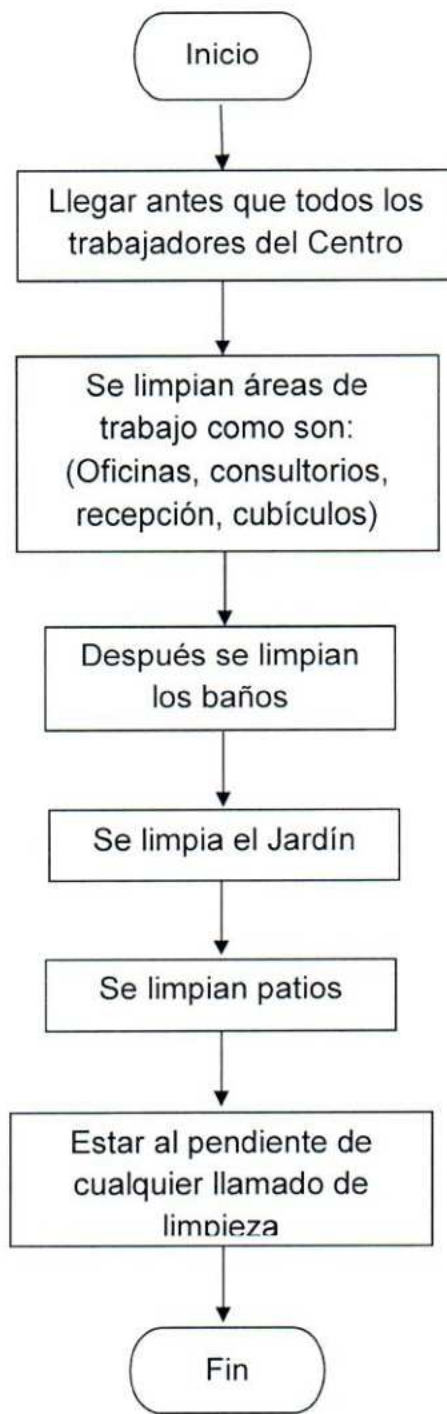 Inicio
Llegar antes que todos los
trabajadores del Centro
Se limpian áreas de
trabajo como son:
(Oficinas, consultorios,
recepción, cubículos)
Después se limpian
los baños
Se limpia el Jardín
Se limpian patios
Estar al pendiente de
cualquier llamado de
limpieza
Fin